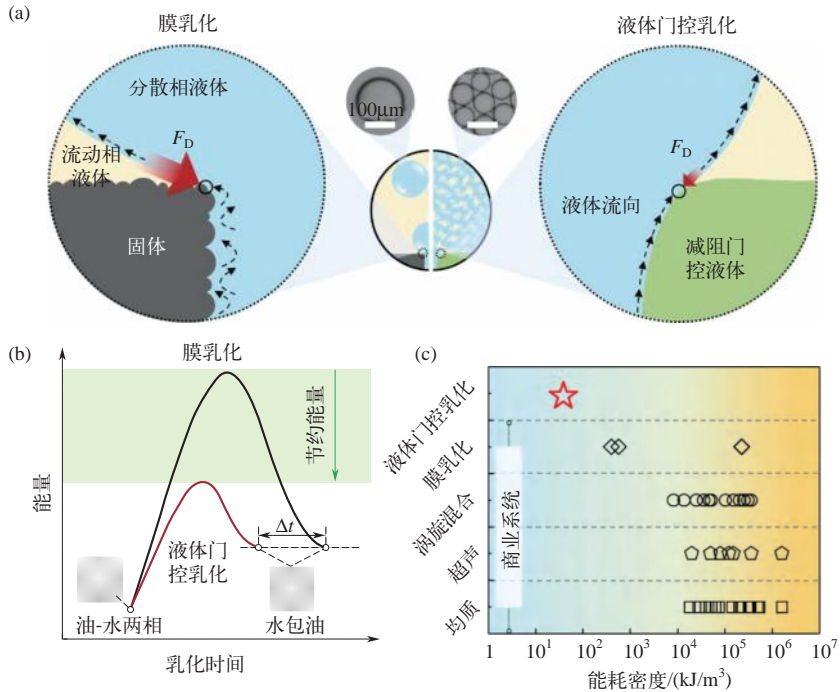 (a)
膜乳化
液体门控乳化
分散相液体
100μm
F_D
流动相
液体
固体
F_D
液体流向
减阻门
控液体
(b)
膜乳化
能量
节约能量
Δt
液体门
控乳化
油-水两相
水包油
乳化时间
(c)
液体门控乳化
膜乳化
涡旋混合
超声
均质
商业系统
1 10¹ 10² 10³ 10⁴ 10⁵ 10⁶ 10⁷
能耗密度/(kJ/m³)